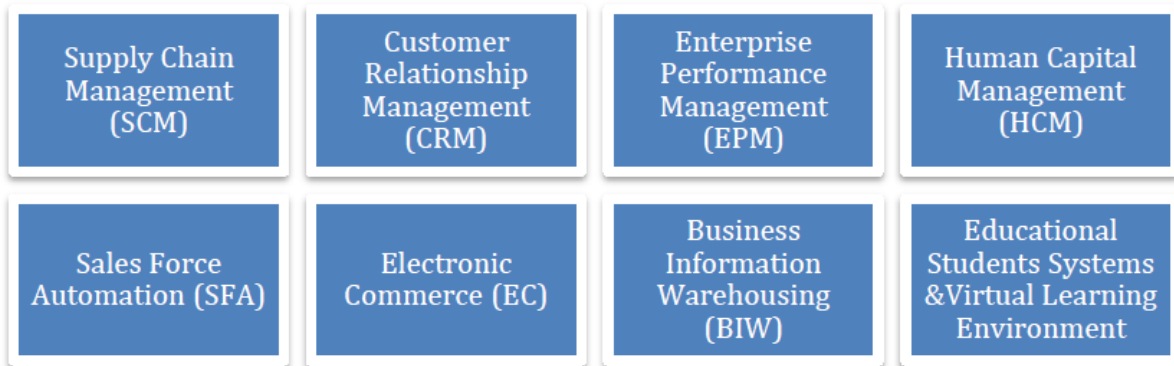 Supply Chain
Management
(SCM)
Customer
Relationship
Management
(CRM)
Enterprise
Performance
Management
(EPM)
Human Capital
Management
(HCM)
Sales Force
Automation (SFA)
Electronic
Commerce (EC)
Business
Information
Warehousing
(BIW)
Educational
Students Systems
&Virtual Learning
Environment